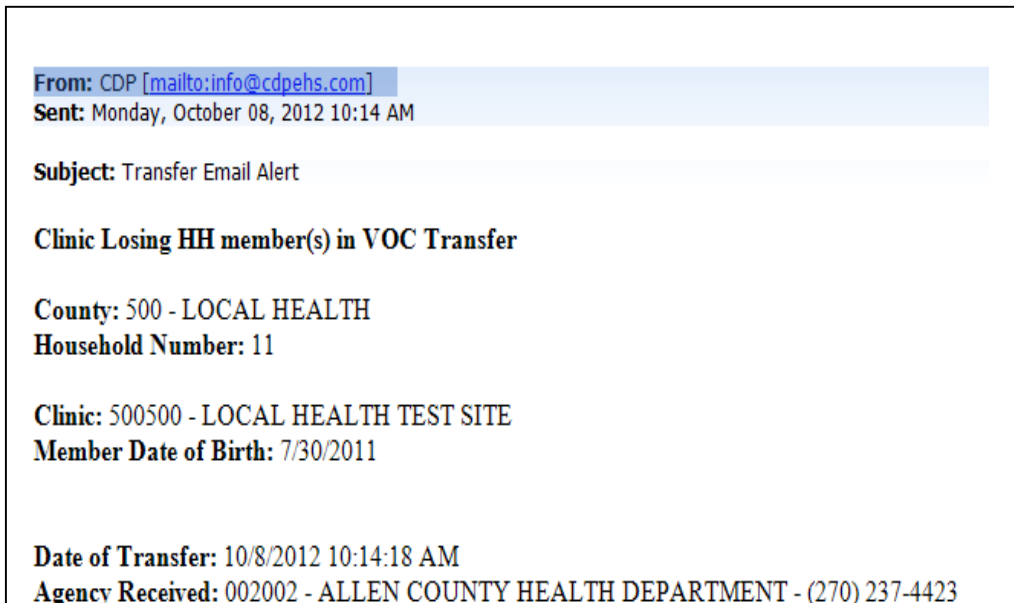 From: CDP [mailto:info@cdpehs.com]
Sent: Monday, October 08, 2012 10:14 AM
Subject: Transfer Email Alert
Clinic Losing HH member(s) in VOC Transfer
County: 500 - LOCAL HEALTH
Household Number: 11
Clinic: 500500 - LOCAL HEALTH TEST SITE
Member Date of Birth: 7/30/2011
Date of Transfer: 10/8/2012 10:14:18 AM
Agency Received: 002002 - ALLEN COUNTY HEALTH DEPARTMENT - (270) 237-4423